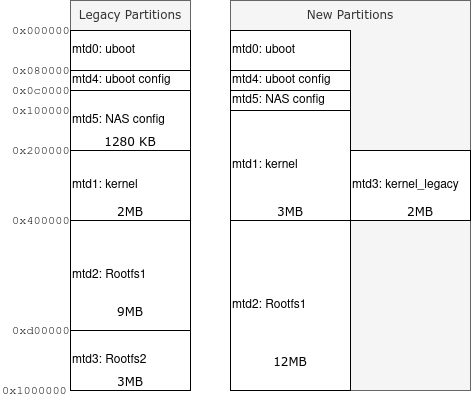 Legacy Partitions
New Partitions
0x000000
mtd0: uboot
mtd0: uboot
0x080000
mtd4: uboot config
mtd4: uboot config
0x0c0000
mtd5: NAS config
0x100000
mtd5: NAS config
1280 KB
0x200000
mtd1: kernel
mtd1: kernel
mtd3: kernel_legacy
2MB
3MB
2MB
0x400000
mtd2: Rootfs1
mtd2: Rootfs1
9MB
0xd00000
mtd3: Rootfs2
12MB
3MB
0x1000000